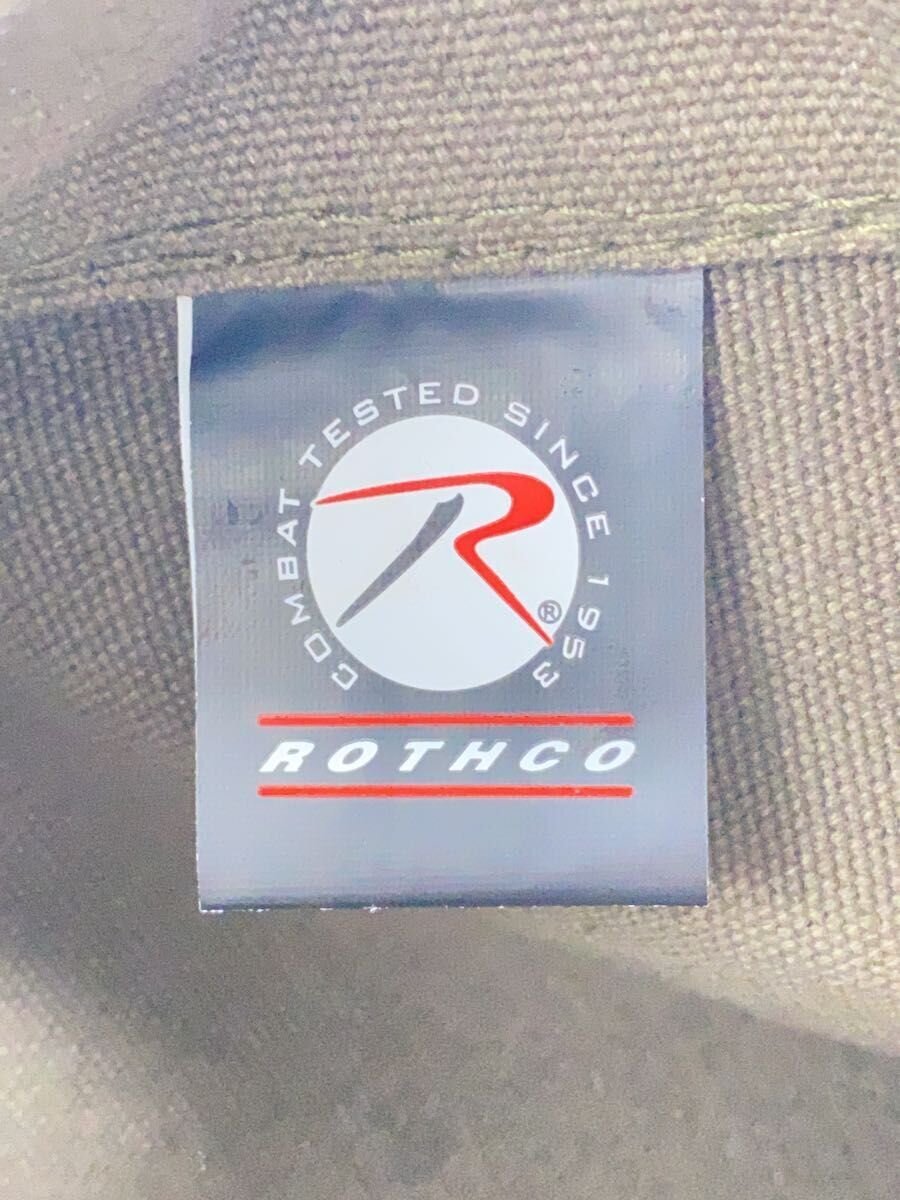 COMBAT TESTED SINCE 1953
R®
ROTHCO